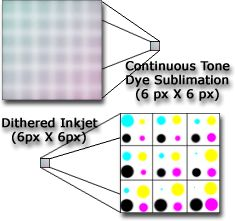 Continuous Tone
Dye Sublimation
(6 px X 6 px)
Dithered Inkjet
(6px X 6px)